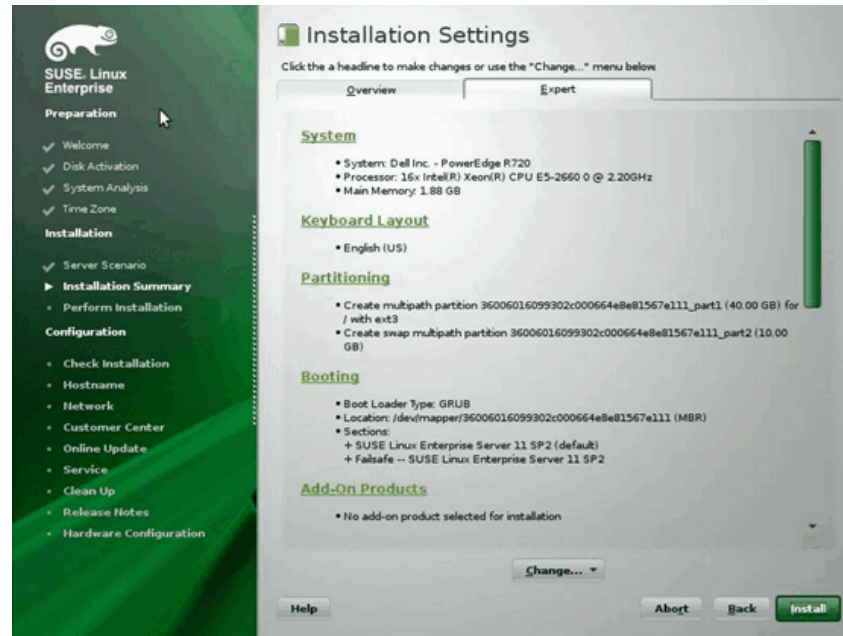 SUSE. Linux
Enterprise
Preparation
Welcome
Disk Activation
System Analysis
Time Zone
Installation
Server Scenario
Installation Summary
Perform Installation
Configuration
Check Installation
Hostname
Network
Customer Center
Online Update
Service
Clean Up
Release Notes
Hardware Configuration
Installation Settings
Click the a headline to make changes or use the "Change..." menu below.
Overview
Expert
System
• System: Dell Inc. - PowerEdge R720
• Processor: 16x Intel(R) Xeon(R) CPU E5-2660 0 @ 2.20GHz
• Main Memory: 1.88 GB
Keyboard Layout
• English (US)
Partitioning
• Create multipath partition 36006016099302c000664e8e81567e111_part1 (40.00 GB) for
/ with ext3
• Create swap multipath partition 36006016099302c000664e8e81567e111_part2 (10.00
GB)
Booting
• Boot Loader Type: GRUB
• Location: /dev/mapper/36006016099302c000664e8e81567e111 (MBR)
• Sections:
+ SUSE Linux Enterprise Server 11 SP2 (default)
+ Failsafe -- SUSE Linux Enterprise Server 11 SP2
Add-On Products
• No add-on product selected for installation
Change...
Help
Abort
Back
Install